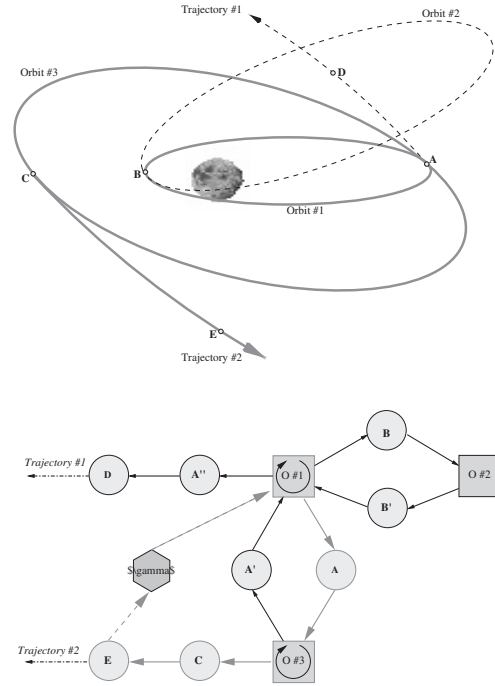 Trajectory #1
Orbit #2
D
Orbit #3
A
B
C
Orbit #1
E
Trajectory #2
B
Trajectory #1
D
A''
O #1
O #2
B'
$\gamma$
A'
A
Trajectory #2
E
C
O #3